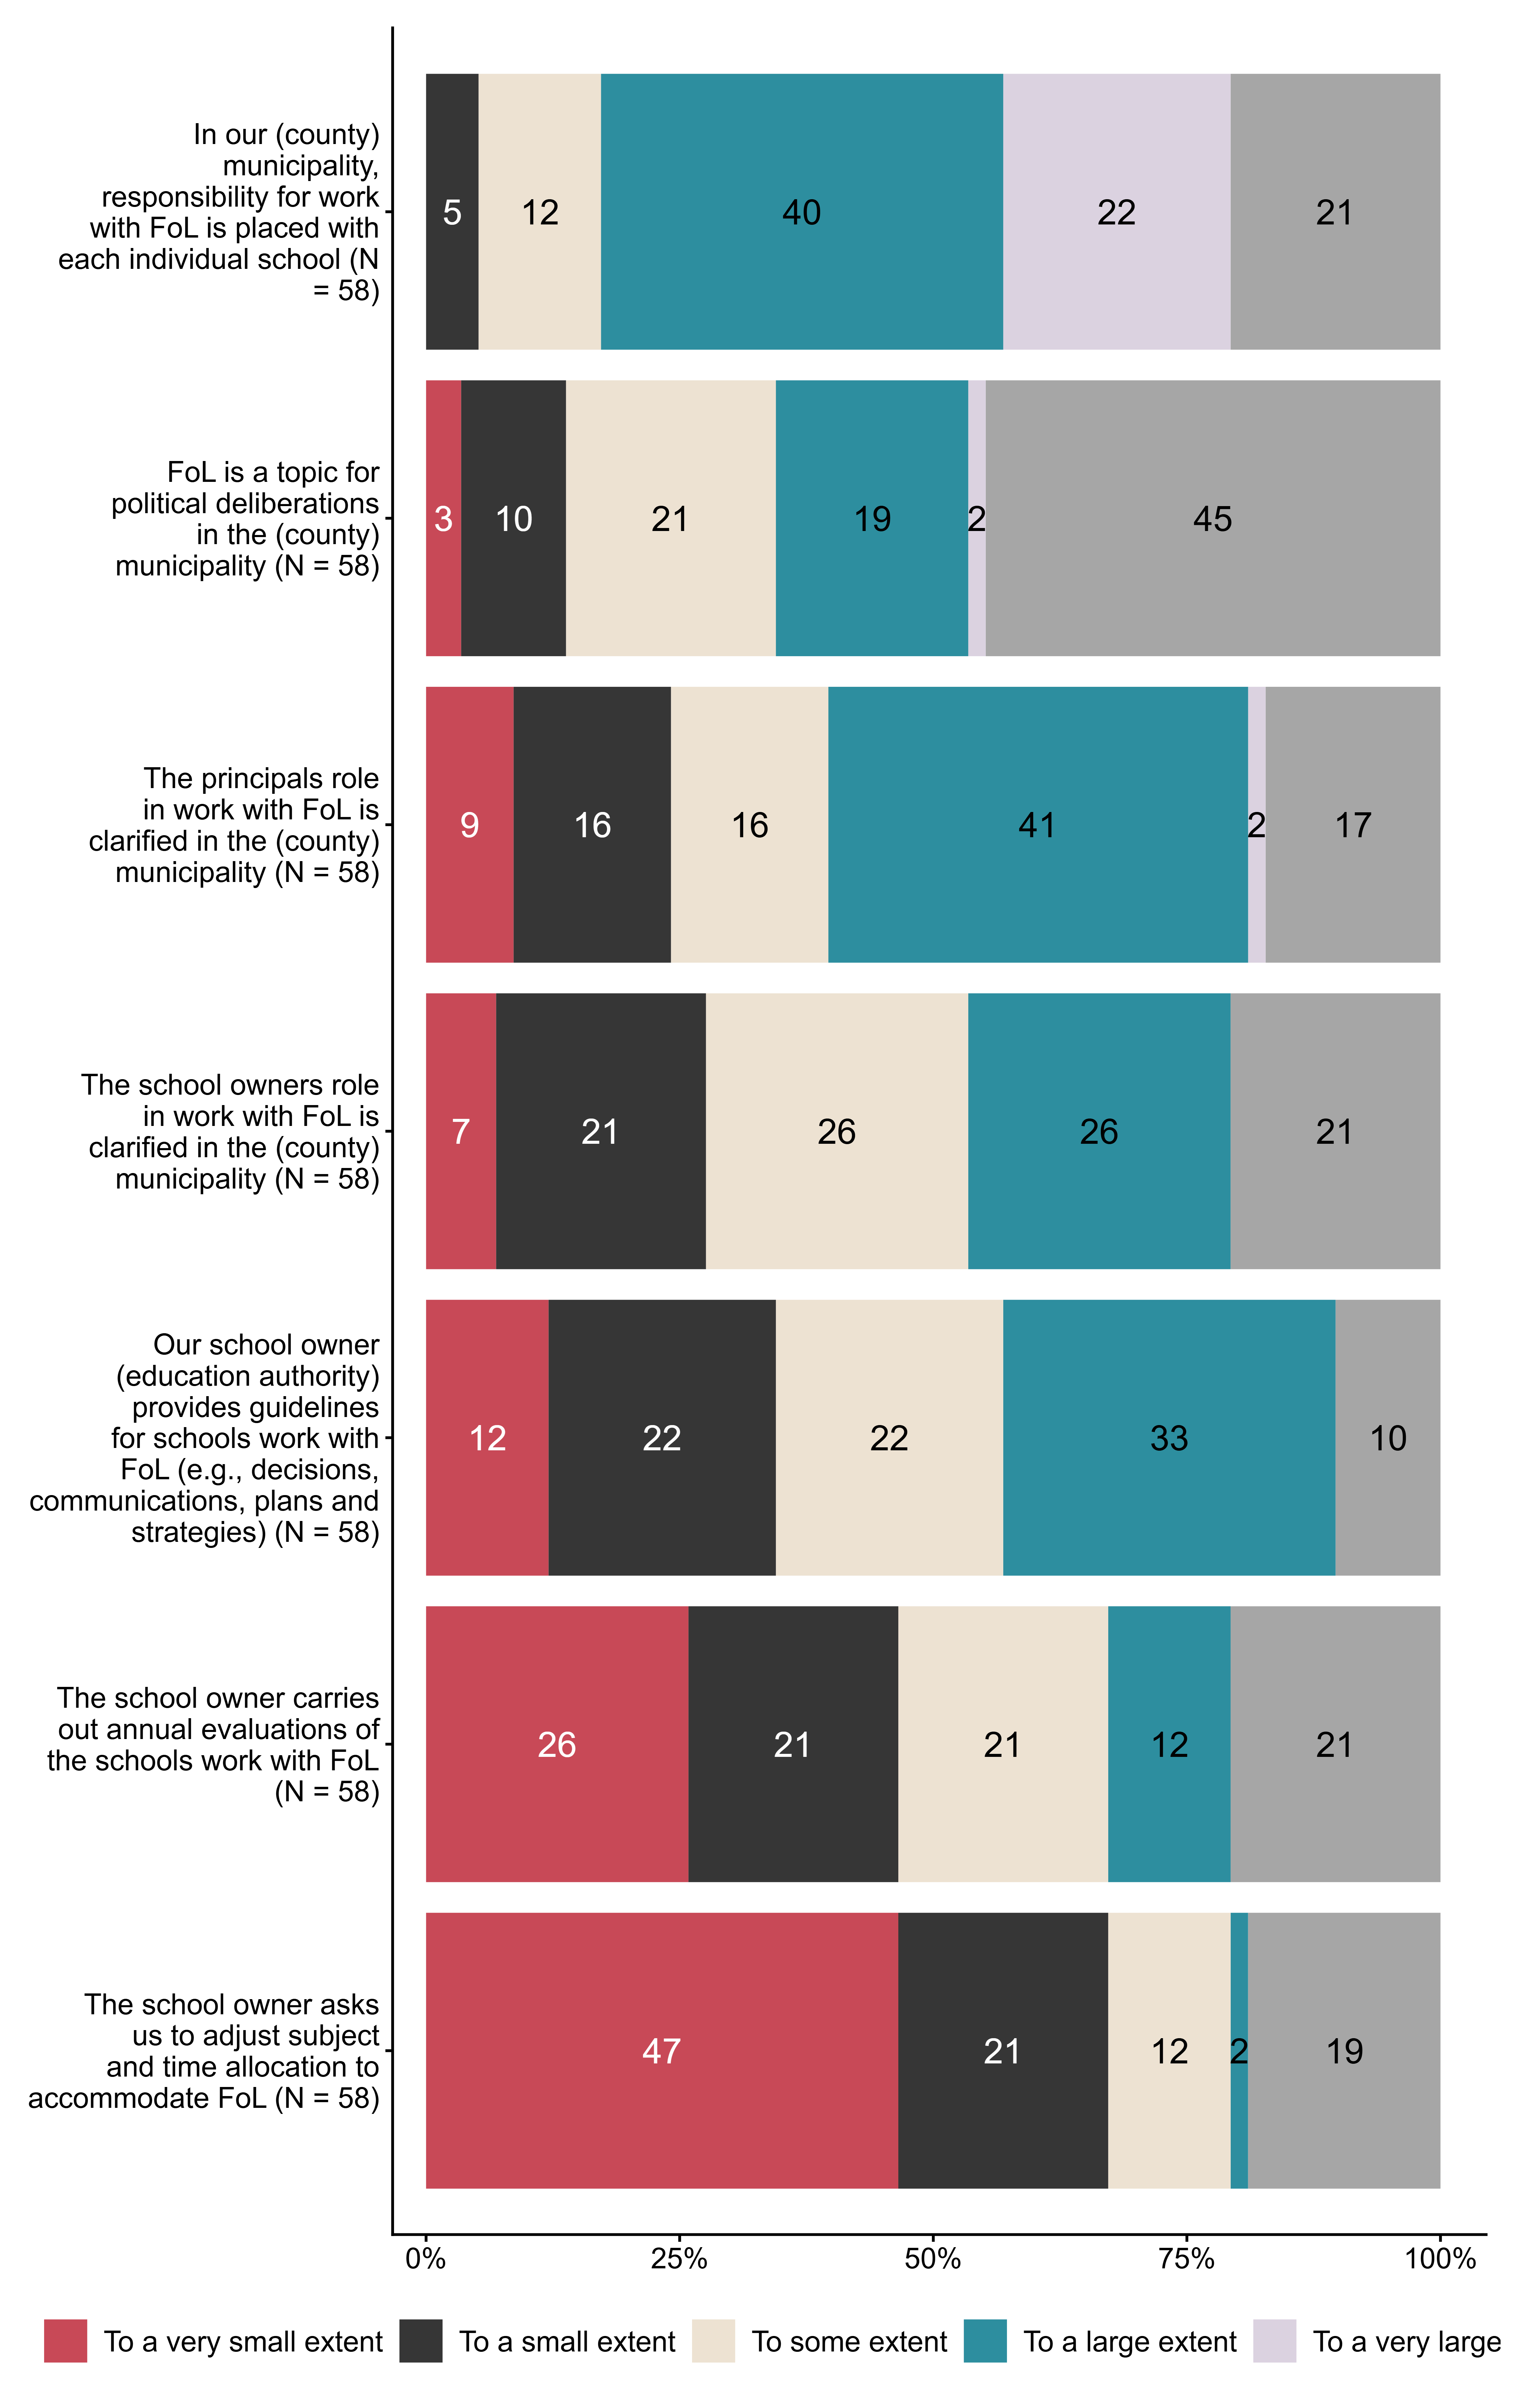 In our (county)
municipality,
responsibility for work
with FoL is placed with
each individual school (N
= 58)
5 12 40 22 21
FoL is a topic for
political deliberations
in the (county)
municipality (N = 58)
3 10 21 19 2 45
The principals role
in work with FoL is
clarified in the (county)
municipality (N = 58)
9 16 16 41 2 17
The school owners role
in work with FoL is
clarified in the (county)
municipality (N = 58)
7 21 26 26 21
Our school owner
(education authority)
provides guidelines
for schools work with
FoL (e.g., decisions,
communications, plans and
strategies) (N = 58)
12 22 22 33 10
The school owner carries
out annual evaluations of
the schools work with FoL
(N = 58)
26 21 21 12 21
The school owner asks
us to adjust subject
and time allocation to
accommodate FoL (N = 58)
47 21 12 2 19
0% 25% 50% 75% 100%
To a very small extent To a small extent To some extent To a large extent To a very large